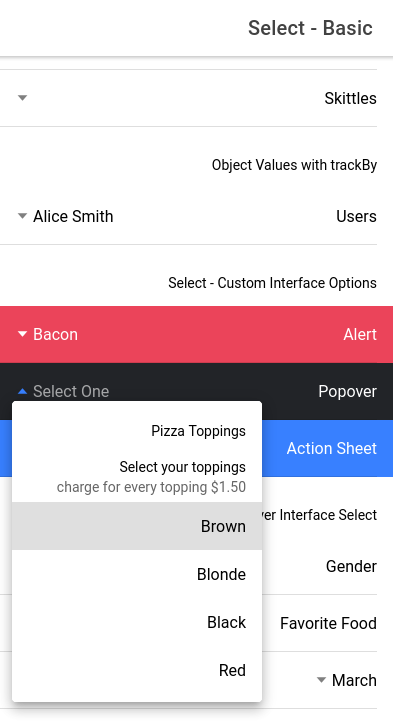 Select - Basic
Skittles
Object Values with trackBy
Users
Alice Smith
Select - Custom Interface Options
Alert
Bacon
Popover
Select One
Action Sheet
Pizza Toppings
Select your toppings
charge for every topping $1.50
Interface Select
Brown
Gender
Blonde
Favorite Food
Black
Red
March